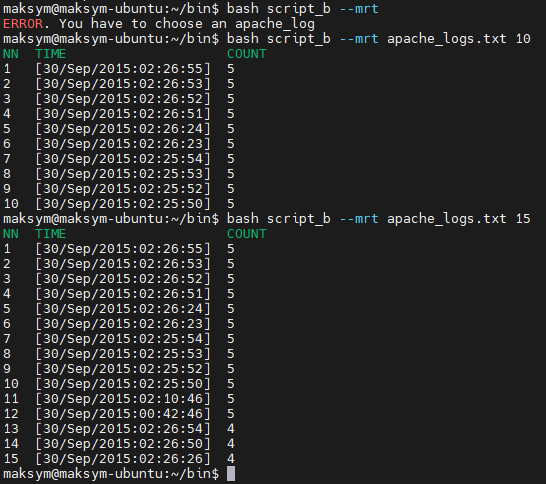 maksym@maksym-ubuntu:~/bin$ bash script_b --mrt
ERROR. You have to choose an apache_log
maksym@maksym-ubuntu:~/bin$ bash script_b --mrt apache_logs.txt 10
NN TIME COUNT
1 [30/Sep/2015:02:26:55] 5
2 [30/Sep/2015:02:26:53] 5
3 [30/Sep/2015:02:26:52] 5
4 [30/Sep/2015:02:26:51] 5
5 [30/Sep/2015:02:26:24] 5
6 [30/Sep/2015:02:26:23] 5
7 [30/Sep/2015:02:25:54] 5
8 [30/Sep/2015:02:25:53] 5
9 [30/Sep/2015:02:25:52] 5
10 [30/Sep/2015:02:25:50] 5
maksym@maksym-ubuntu:~/bin$ bash script_b --mrt apache_logs.txt 15
NN TIME COUNT
1 [30/Sep/2015:02:26:55] 5
2 [30/Sep/2015:02:26:53] 5
3 [30/Sep/2015:02:26:52] 5
4 [30/Sep/2015:02:26:51] 5
5 [30/Sep/2015:02:26:24] 5
6 [30/Sep/2015:02:26:23] 5
7 [30/Sep/2015:02:25:54] 5
8 [30/Sep/2015:02:25:53] 5
9 [30/Sep/2015:02:25:52] 5
10 [30/Sep/2015:02:25:50] 5
11 [30/Sep/2015:02:10:46] 5
12 [30/Sep/2015:00:42:46] 5
13 [30/Sep/2015:02:26:54] 4
14 [30/Sep/2015:02:26:50] 4
15 [30/Sep/2015:02:26:26] 4
maksym@maksym-ubuntu:~/bin$